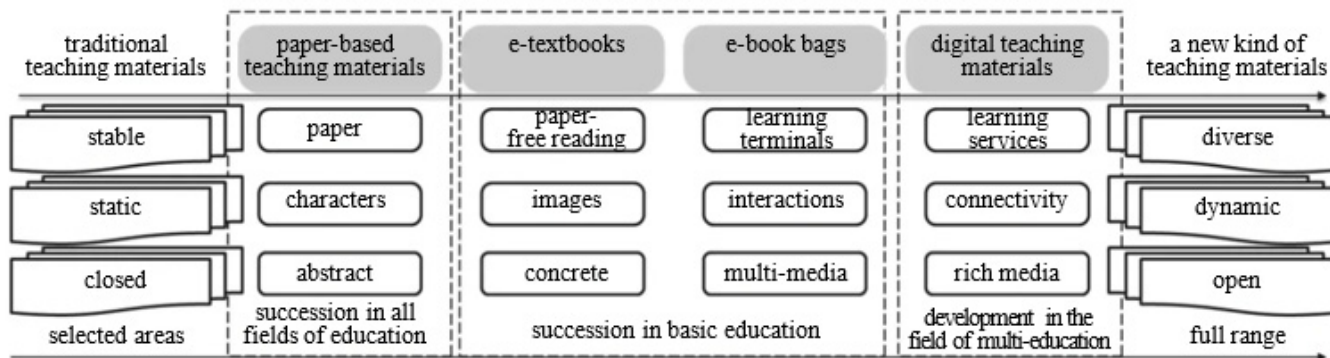 traditional
teaching materials
paper-based
teaching materials
e-textbooks
e-book bags
digital teaching
materials
a new kind of
teaching materials
stable
paper
paper-
free reading
learning
terminals
learning
services
diverse
static
characters
images
interactions
connectivity
dynamic
closed
abstract
concrete
multi-media
rich media
open
selected areas
succession in all
fields of education
succession in basic education
development in the
field of multi-education
full range